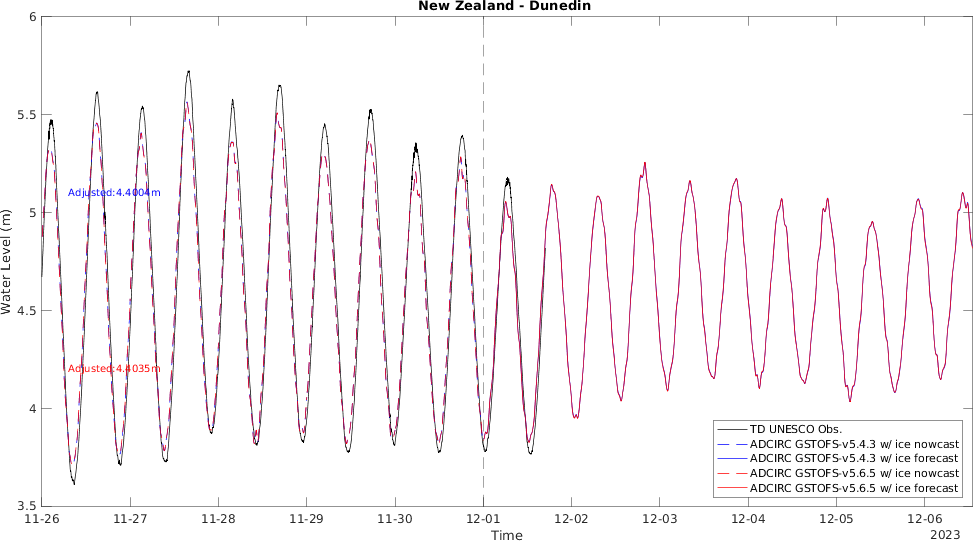 New Zealand - Dunedin
6
5.5
5
4.5
4
3.5
Water Level (m)
Adjusted:4.4004m
Adjusted:4.4035m
TD UNESCO Obs.
ADCIRC GSTOFS-v5.4.3 w/ ice nowcast
ADCIRC GSTOFS-v5.4.3 w/ ice forecast
ADCIRC GSTOFS-v5.6.5 w/ ice nowcast
ADCIRC GSTOFS-v5.6.5 w/ ice forecast
11-26 11-27 11-28 11-29 11-30 12-01 12-02 12-03 12-04 12-05 12-06
Time
2023